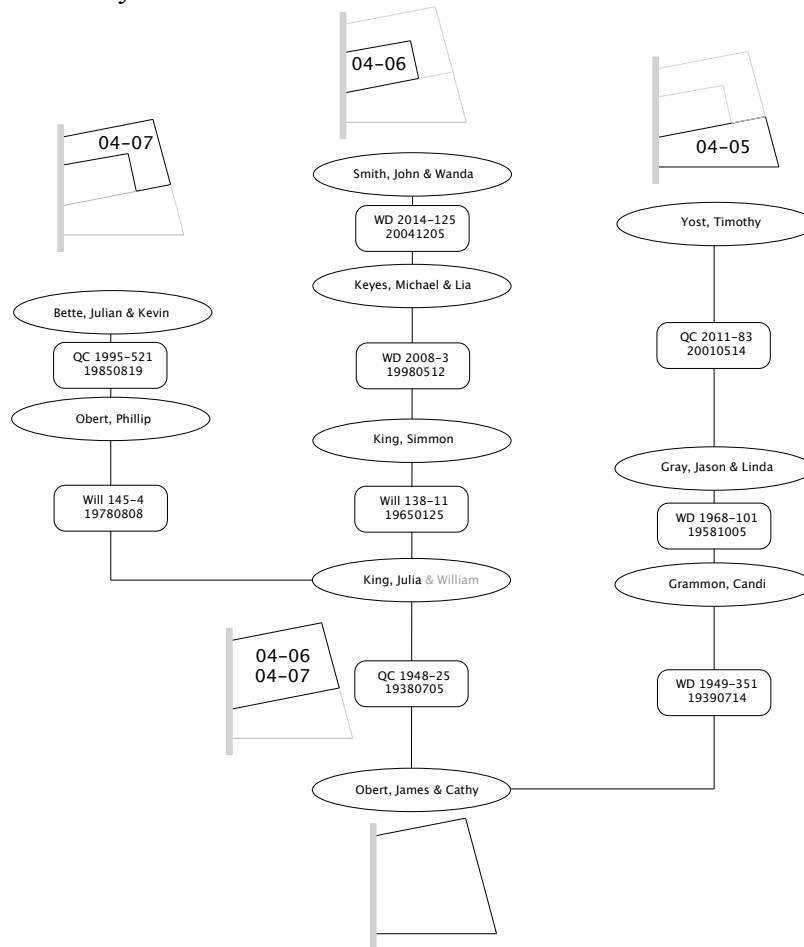 04-06
04-07
04-05
Smith, John & Wanda
WD 2014-125
20041205
Yost, Timothy
Keyes, Michael & Lia
Bette, Julian & Kevin
QC 1995-521
19850819
WD 2008-3
19980512
QC 2011-83
20010514
Obert, Phillip
King, Simmon
Gray, Jason & Linda
Will 145-4
19780808
Will 138-11
19650125
WD 1968-101
19581005
King, Julia & William
Grammon, Candi
04-06
04-07
QC 1948-25
19380705
WD 1949-351
19390714
Obert, James & Cathy